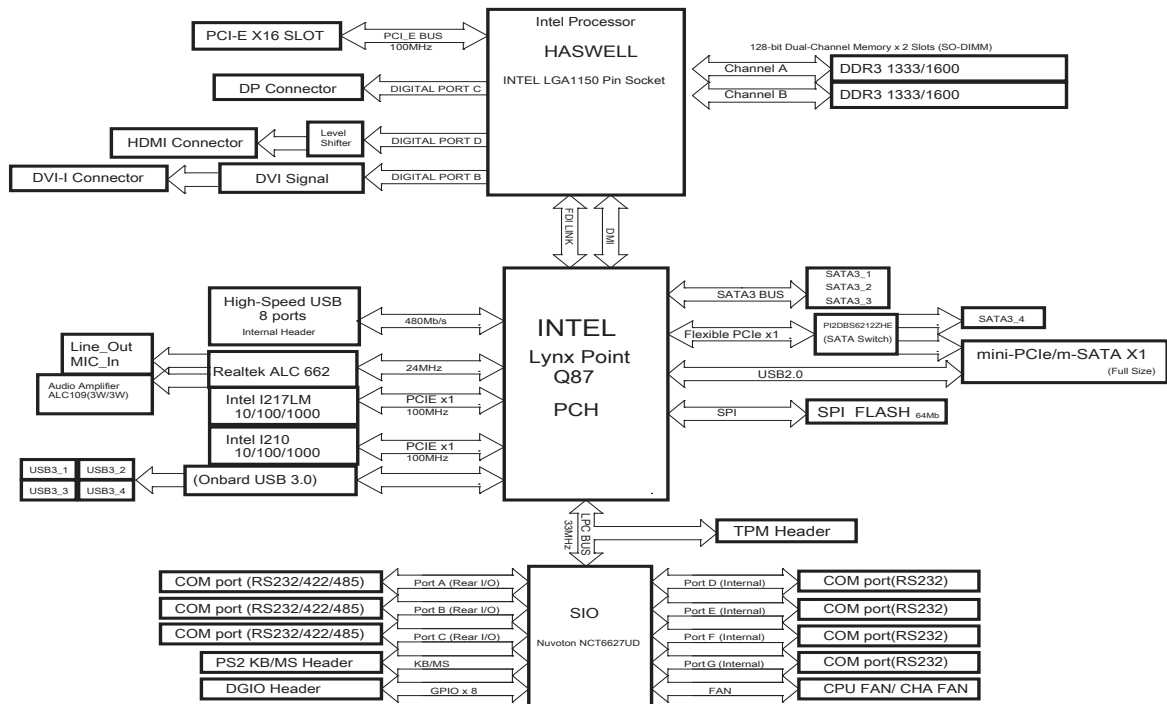 Intel Processor
HASWELL
INTEL LGA1150 Pin Socket
PCI-E X16 SLOT
PCI_E BUS
100MHz
128-bit Dual-Channel Memory x 2 Slots (SO-DIMM)
Channel A
DDR3 1333/1600
Channel B
DDR3 1333/1600
DP Connector
DIGITAL PORT C
HDMI Connector
Level
Shifter
DIGITAL PORT D
DVI-I Connector
DVI Signal
DIGITAL PORT B
FDI LINK
DMI
INTEL
Lynx Point
Q87
PCH
High-Speed USB
8 ports
Internal Header
480Mb/s
Line_Out
MIC_In
Audio Amplifier
ALC109(3W/3W)
Realtek ALC 662
24MHz
Intel I217LM
10/100/1000
PCIE x1
100MHz
Intel I210
10/100/1000
PCIE x1
100MHz
USB3_1
USB3_2
USB3_3
USB3_4
(Onbard USB 3.0)
SATA3 BUS
SATA3_1
SATA3_2
SATA3_3
Flexible PCIe x1
PI2DBS6212ZHE
(SATA Switch)
SATA3_4
mini-PCIe/m-SATA X1
(Full Size)
USB2.0
SPI
SPI FLASH 64Mb
LPC BUS
33MHz
TPM Header
SIO
Nuvoton NCT6627UD
COM port (RS232/422/485)
Port A (Rear I/O)
COM port (RS232/422/485)
Port B (Rear I/O)
COM port (RS232/422/485)
Port C (Rear I/O)
PS2 KB/MS Header
KB/MS
DGIO Header
GPIO x 8
Port D (Internal)
COM port(RS232)
Port E (Internal)
COM port(RS232)
Port F (Internal)
COM port(RS232)
Port G (Internal)
COM port(RS232)
FAN
CPU FAN/ CHA FAN